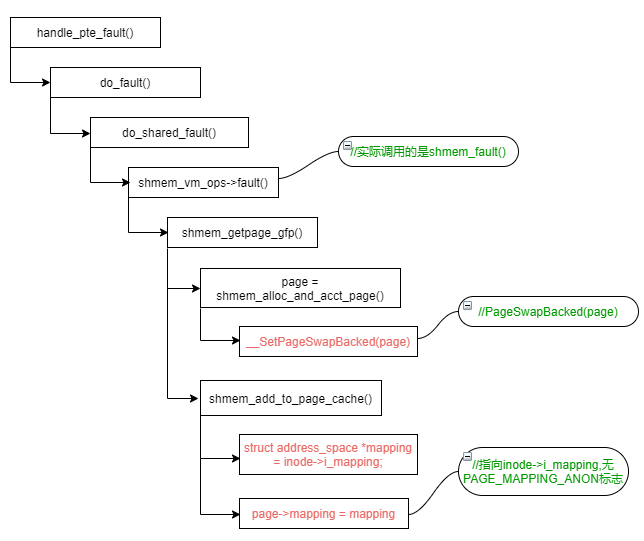 handle_pte_fault()
do_fault()
do_shared_fault()
//实际调用的是shmem_fault()
shmem_vm_ops->fault()
shmem_getpage_gfp()
page =
shmem_alloc_and_acct_page()
//PageSwapBacked(page)
__SetPageSwapBacked(page)
shmem_add_to_page_cache()
struct address_space *mapping
= inode->i_mapping;
//指向inode->i_mapping,无
PAGE_MAPPING_ANON标志
page->mapping = mapping